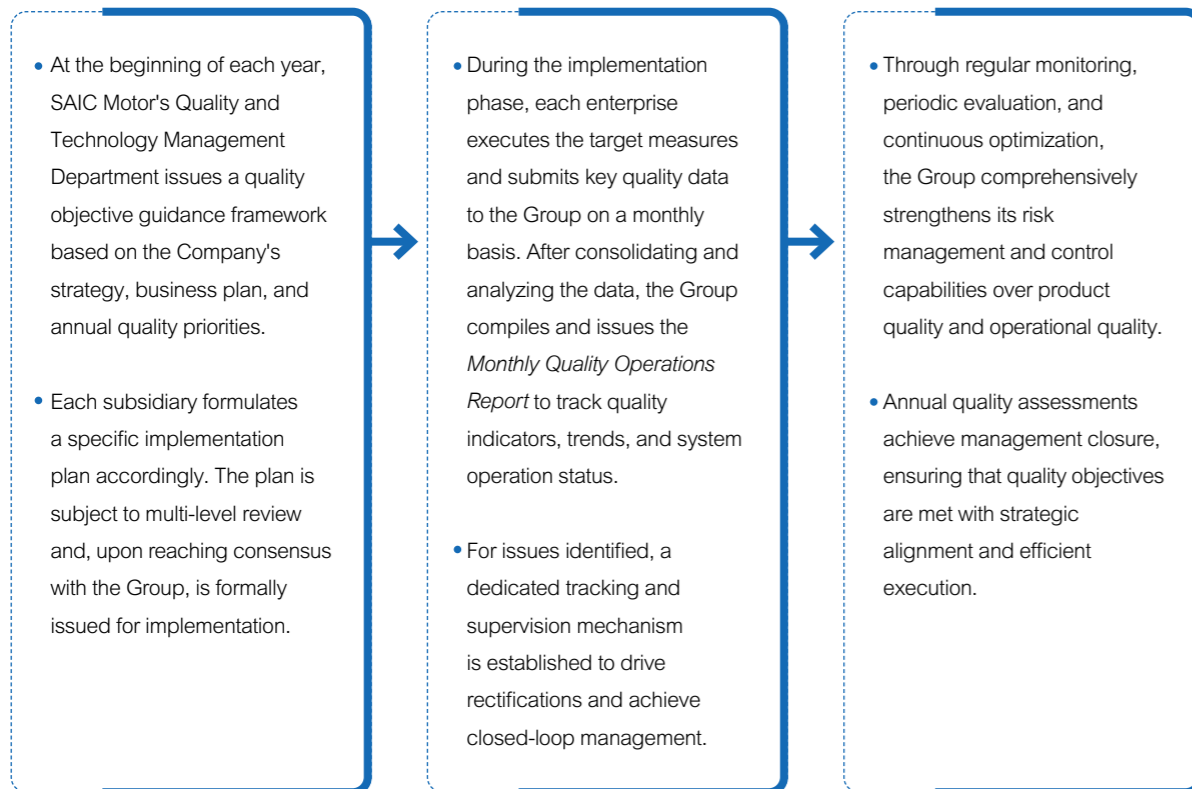 • At the beginning of each year,
SAIC Motor's Quality and
Technology Management
Department issues a quality
objective guidance framework
based on the Company's
strategy, business plan, and
annual quality priorities.
• Each subsidiary formulates
a specific implementation
plan accordingly. The plan is
subject to multi-level review
and, upon reaching consensus
with the Group, is formally
issued for implementation.
• During the implementation
phase, each enterprise
executes the target measures
and submits key quality data
to the Group on a monthly
basis. After consolidating and
analyzing the data, the Group
compiles and issues the
Monthly Quality Operations
Report to track quality
indicators, trends, and system
operation status.
• For issues identified, a
dedicated tracking and
supervision mechanism
is established to drive
rectifications and achieve
closed-loop management.
• Through regular monitoring,
periodic evaluation, and
continuous optimization,
the Group comprehensively
strengthens its risk
management and control
capabilities over product
quality and operational quality.
• Annual quality assessments
achieve management closure,
ensuring that quality objectives
are met with strategic
alignment and efficient
execution.